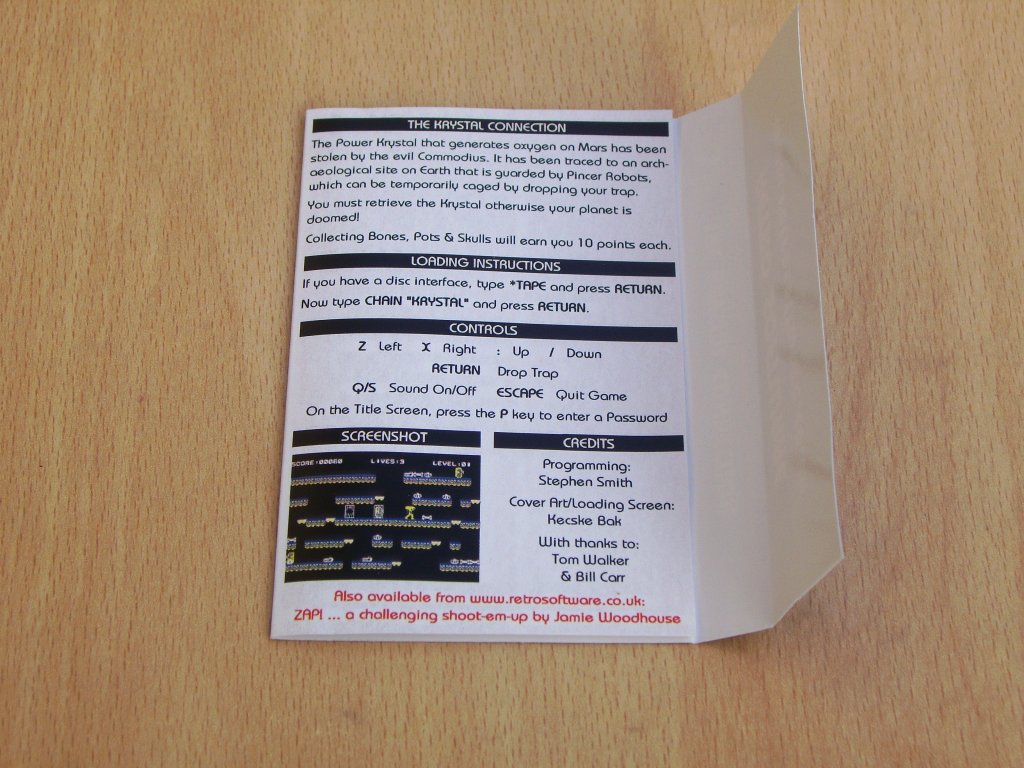 THE KRYSTAL CONNECTION
The Power Krystal that generates oxygen on Mars has been
stolen by the evil Commodius. It has been traced to an arch-
aeological site on Earth that is guarded by Pincer Robots,
which can be temporarily caged by dropping your trap.
You must retrieve the Krystal otherwise your planet is
doomed!
Collecting Bones, Pots & Skulls will earn you 10 points each.
LOADING INSTRUCTIONS
If you have a disc interface, type *TAPE and press RETURN.
Now type CHAIN "KRYSTAL" and press RETURN.
CONTROLS
Z Left X Right : Up / Down
RETURN Drop Trap
Q/S Sound On/Off ESCAPE Quit Game
On the Title Screen, press the P key to enter a Password
SCREENSHOT
SCORE:00060 LIVES:3 LEVEL:01
CREDITS
Programming:
Stephen Smith
Cover Art/Loading Screen:
Kecske Bak
With thanks to:
Tom Walker
& Bill Carr
Also available from www.retrosoftware.co.uk:
ZAP! ... a challenging shoot-em-up by Jamie Woodhouse